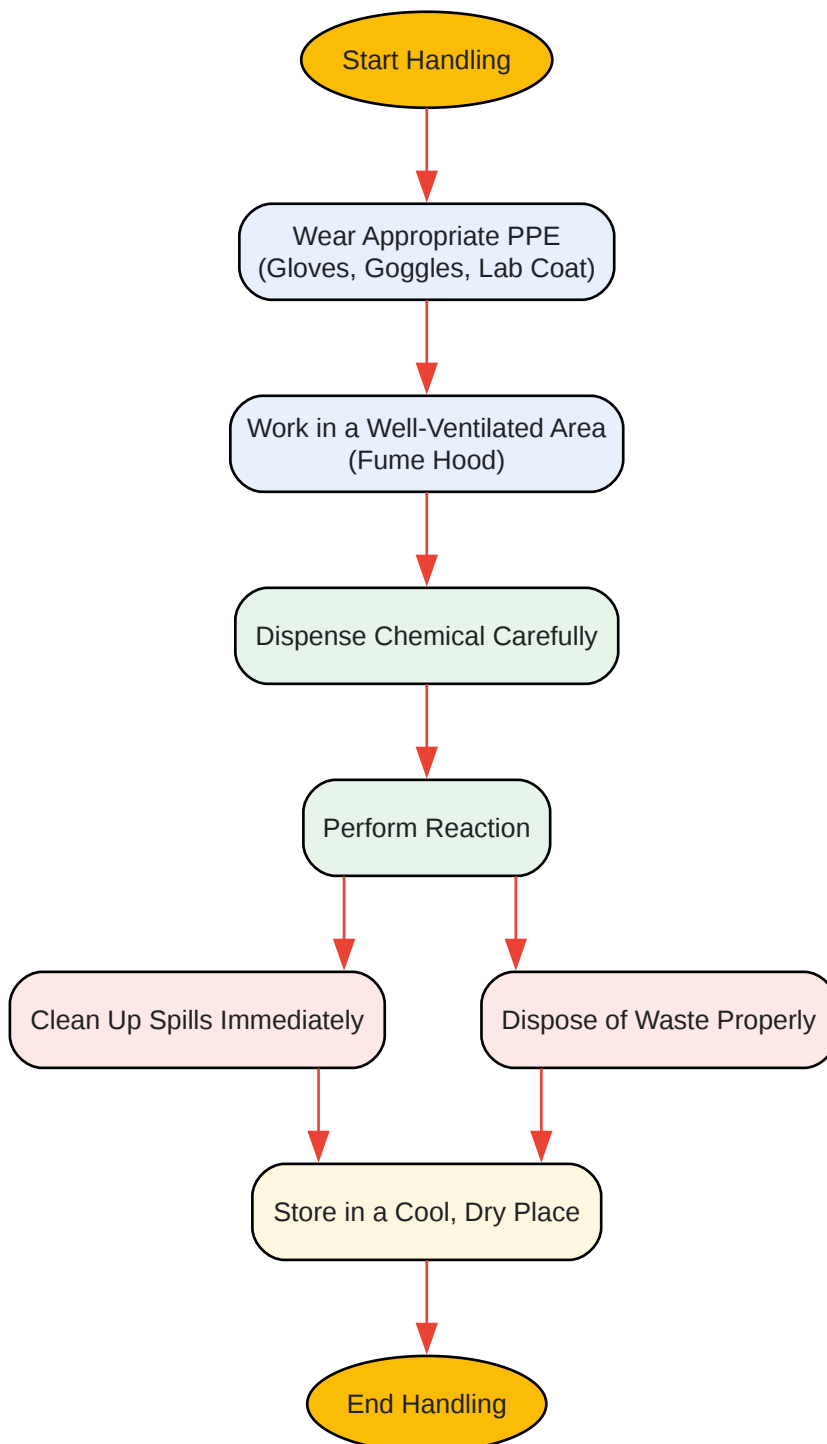 Start Handling
Wear Appropriate PPE
(Gloves, Goggles, Lab Coat)
Work in a Well-Ventilated Area
(Fume Hood)
Dispense Chemical Carefully
Perform Reaction
Clean Up Spills Immediately
Dispose of Waste Properly
Store in a Cool, Dry Place
End Handling